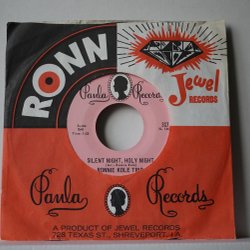 RONN
Jewel
RECORDS
Paula Records
SILENT NIGHT, HOLY NIGHT
RONNIE KOLE TRIO
Paula Records
A PRODUCT OF JEWEL RECORDS
728 TEXAS ST., SHREVEPORT, LA